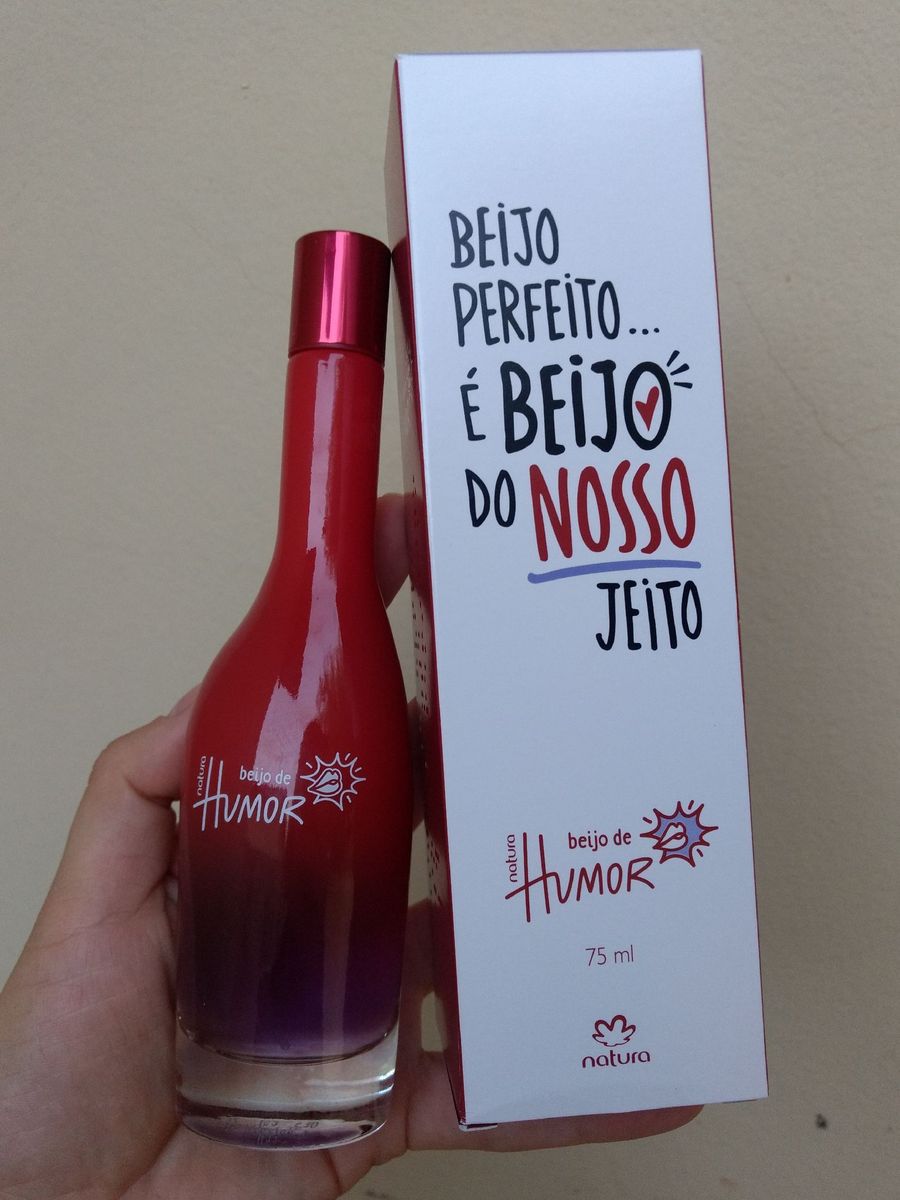 BEIJO
PERFEITO...
É BEIJO
DO NOSSO
JEITO
natura
beijo de
HUMOR
75 ml
natura
natura
beijo de
HUMOR